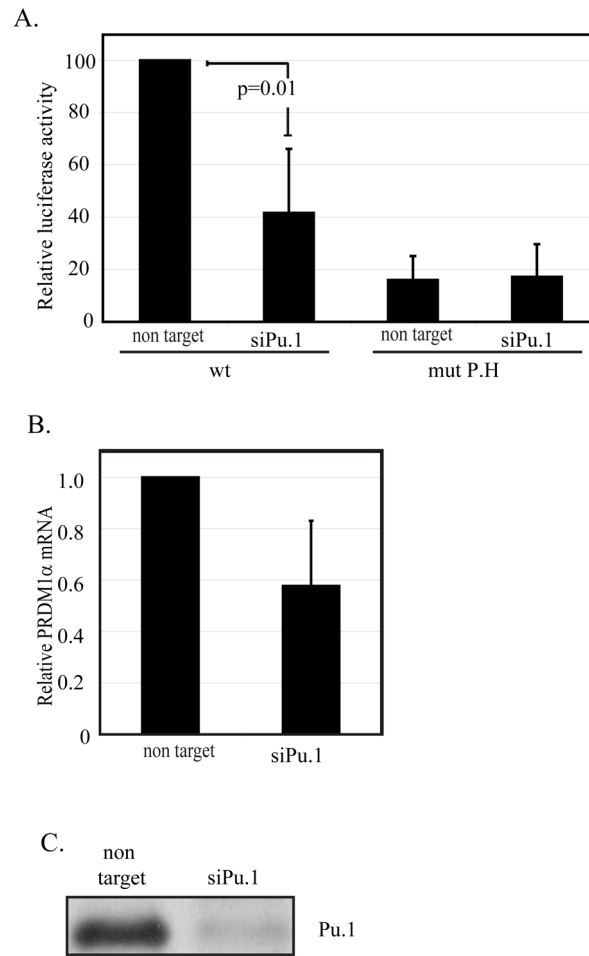 A.
Relative luciferase activity
100
80
60
40
20
0
p=0.01
non target
siPu.1
non target
siPu.1
wt
mut P.H
B.
Relative PRDM1α mRNA
1.0
0.8
0.6
0.4
0.2
0
non target
siPu.1
C.
non
target
siPu.1
Pu.1